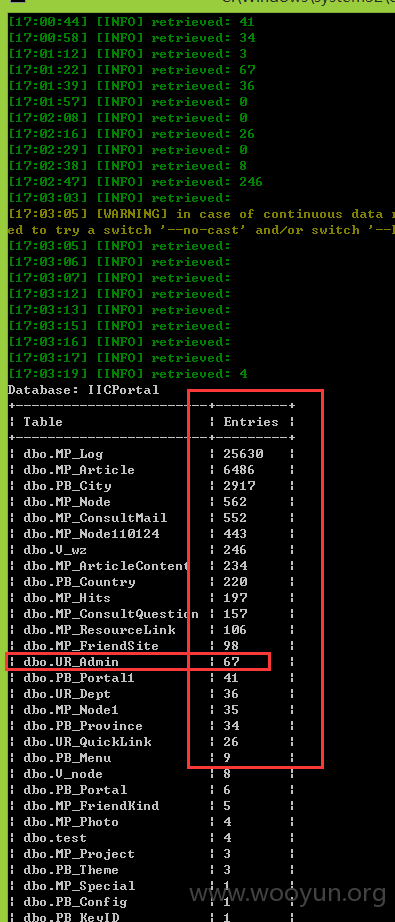 [17:00:44] [INFO] retrieved: 41
[17:00:58] [INFO] retrieved: 34
[17:01:12] [INFO] retrieved: 3
[17:01:22] [INFO] retrieved: 67
[17:01:39] [INFO] retrieved: 36
[17:01:57] [INFO] retrieved: 0
[17:02:08] [INFO] retrieved: 0
[17:02:16] [INFO] retrieved: 26
[17:02:29] [INFO] retrieved: 0
[17:02:38] [INFO] retrieved: 8
[17:02:47] [INFO] retrieved: 246
[17:03:03] [INFO] retrieved:
[17:03:05] [WARNING] in case of continuous data
ed to try a switch '--no-cast' and/or switch
[17:03:05] [INFO] retrieved:
[17:03:06] [INFO] retrieved:
[17:03:07] [INFO] retrieved:
[17:03:12] [INFO] retrieved:
[17:03:13] [INFO] retrieved:
[17:03:15] [INFO] retrieved:
[17:03:16] [INFO] retrieved:
[17:03:17] [INFO] retrieved:
[17:03:19] [INFO] retrieved: 4
Database: IICPortal
+--------------------------+---------+
| Table | Entries |
+--------------------------+---------+
| dbo.MP_Log | 25630 |
| dbo.MP_Article | 6486 |
| dbo.PB_City | 2917 |
| dbo.MP_Node | 562 |
| dbo.MP_ConsultMail | 552 |
| dbo.MP_Node110124 | 443 |
| dbo.V_wz | 246 |
| dbo.MP_ArticleContent | 234 |
| dbo.PB_Country | 220 |
| dbo.MP_Hits | 197 |
| dbo.MP_ConsultQuestion | 157 |
| dbo.MP_ResourceLink | 106 |
| dbo.MP_FriendSite | 98 |
| dbo.UR_Admin | 67 |
| dbo.PB_Portal1 | 41 |
| dbo.UR_Dept | 36 |
| dbo.MP_Node1 | 35 |
| dbo.PB_Province | 34 |
| dbo.UR_QuickLink | 26 |
| dbo.PB_Menu | 9 |
| dbo.V_node | 8 |
| dbo.PB_Portal | 6 |
| dbo.MP_FriendKind | 5 |
| dbo.MP_Photo | 4 |
| dbo.test | 4 |
| dbo.MP_Project | 3 |
| dbo.PB_Theme | 3 |
| dbo.MP_Special | 1 |
| dbo.PB_Config | 1 |
| dbo.PB_KeyID | 1 |
www.wooyun.org